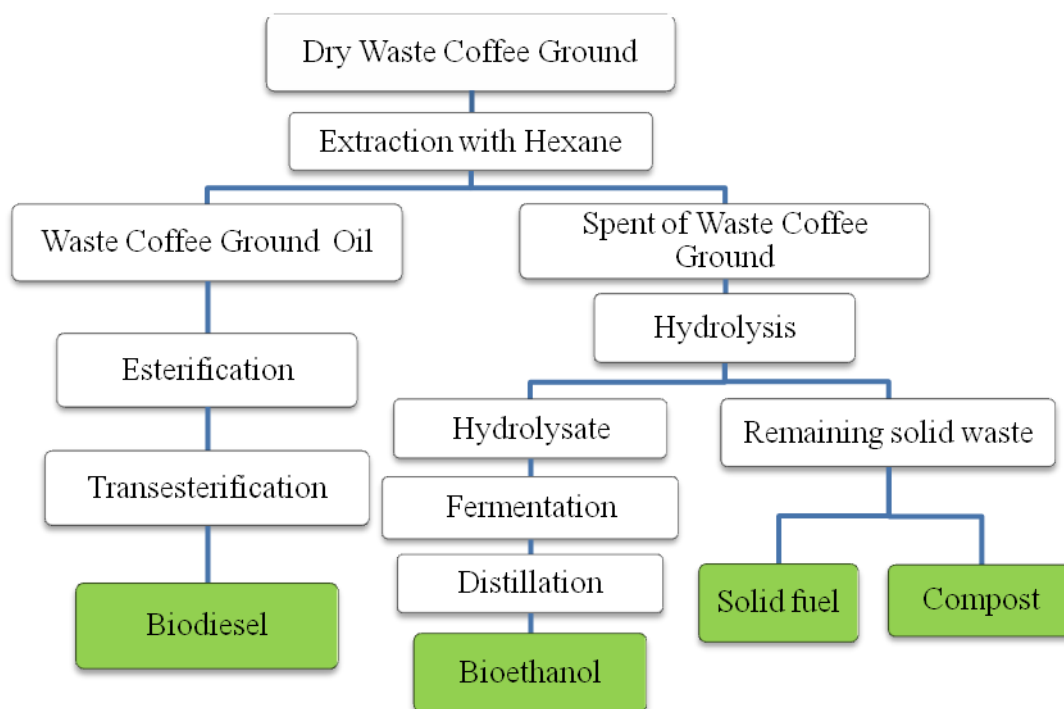 Dry Waste Coffee Ground
Extraction with Hexane
Waste Coffee Ground Oil
Spent of Waste Coffee
Ground
Hydrolysis
Esterification
Hydrolysate
Remaining solid waste
Transesterification
Fermentation
Distillation
Solid fuel
Compost
Biodiesel
Bioethanol